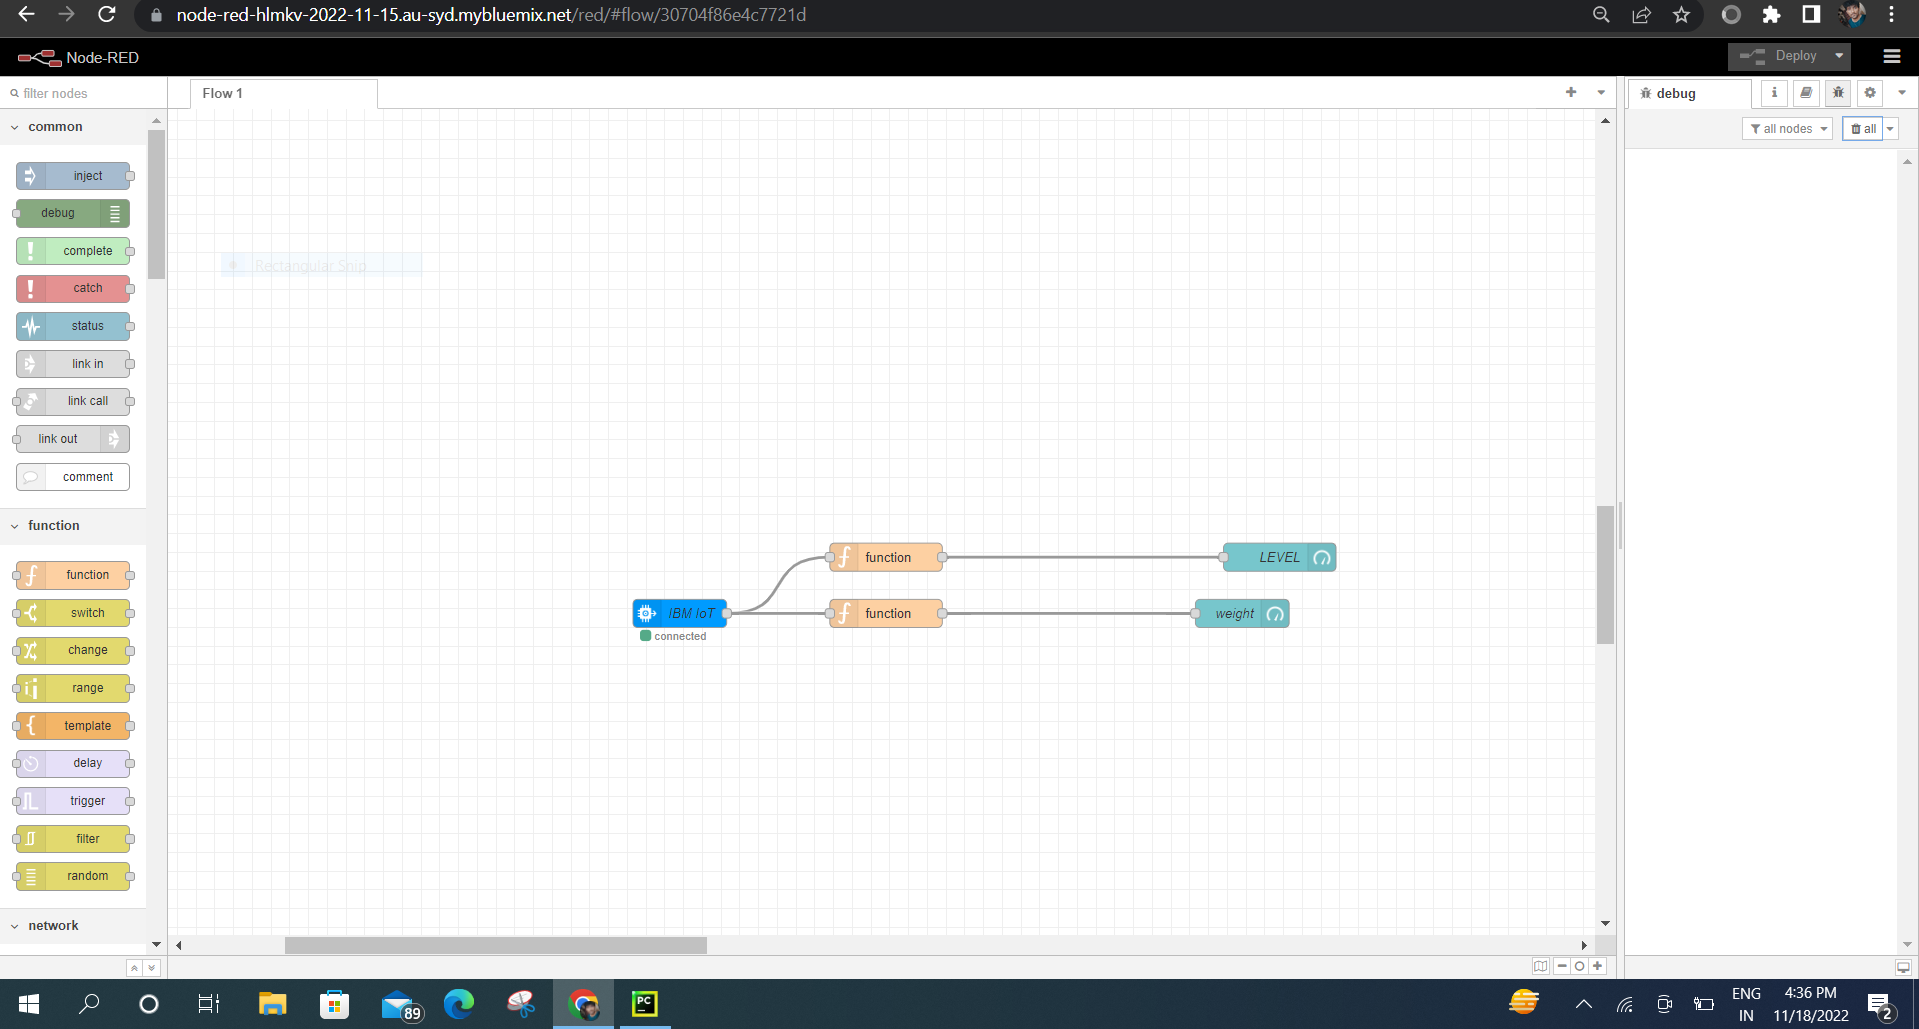 node-red-hlmkv-2022-11-15.au-syd.mybluemix.net/red/#flow/30704f86e4c7721d
Node-RED
Deploy
filter nodes
Flow 1
debug
i
common
all nodes
all
inject
debug
complete
catch
status
link in
link call
link out
comment
function
function
switch
change
range
template
delay
trigger
filter
random
network
Rectangular Snip
function
LEVEL
IBM IoT
function
weight
connected
89
PC
ENG
IN
4:36 PM
11/18/2022
2